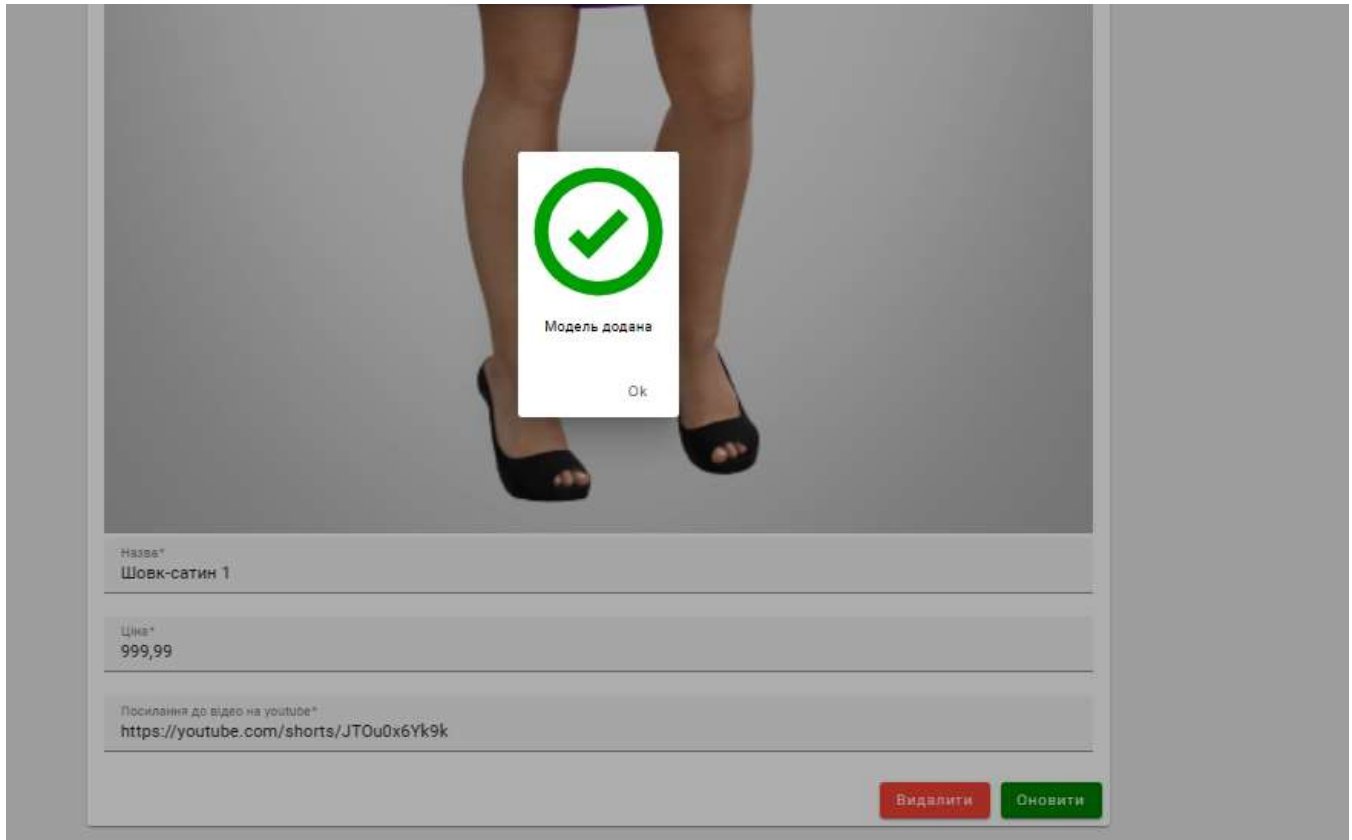 Модель додана
Ok
Назва*
Шовк-сатин 1
Ціна*
999,99
Посилання до відео на youtube*
https://youtube.com/shorts/JTOu0x6Yk9k
Видалити
Оновити